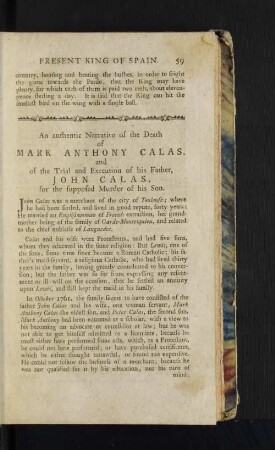 PRESENT KING OF SPAIN. 59
country, hooting and beating the bushes, in order to fright the
game towards the Pardo, that the King may have
plenty, for which each of them is paid two reals, about eleven-
pence sterling a day. It is said that the King can hit the
smallest bird on the wing with a single ball.
An authentic Narrative of the Death
of
MARK ANTHONY CALAS,
and
of the Trial and Execution of his Father,
JOHN CALAS,
for the supposed Murder of his Son.
JOHN Calas was a merchant of the city of Toulouse; where
he had been settled, and lived in good repute, forty years:
He married an Englishwoman of French extraction, her grand-
mother being of the family of Garde-Montesquieu, and related
to the chief noblesse of Languedoc.
Calas and his wife were Protestants, and had five sons,
whom they educated in the same religion: But Lewis, one of
the sons, some time since became a Roman Catholic; his fa-
ther's maid-servant, a religious Catholic, who had lived thirty
years in the family, having greatly contributed to his conver-
sion; but the father was so far from expressing any resent-
ment or ill-will on the occasion, that he settled an annuity
upon Lewis, and still kept the maid in his family.
In October 1761, the family seems to have consisted of the
father John Calas and his wife, one woman servant, Mark
Anthony Calas the eldest son, and Peter Calas, the second son.
Mark Anthony had been educated as a scholar, with a view to
his becoming an advocate or counsellor at law; but he was
not able to get himself admitted as a licentiate, because he
must either have performed some acts, which, as a Protestant,
he could not have performed; or have purchased certificates,
which he either thought unlawful, or found too expensive.
He could not follow the business of a merchant, because he
was not qualified for it by his education, nor his turn of
mind: